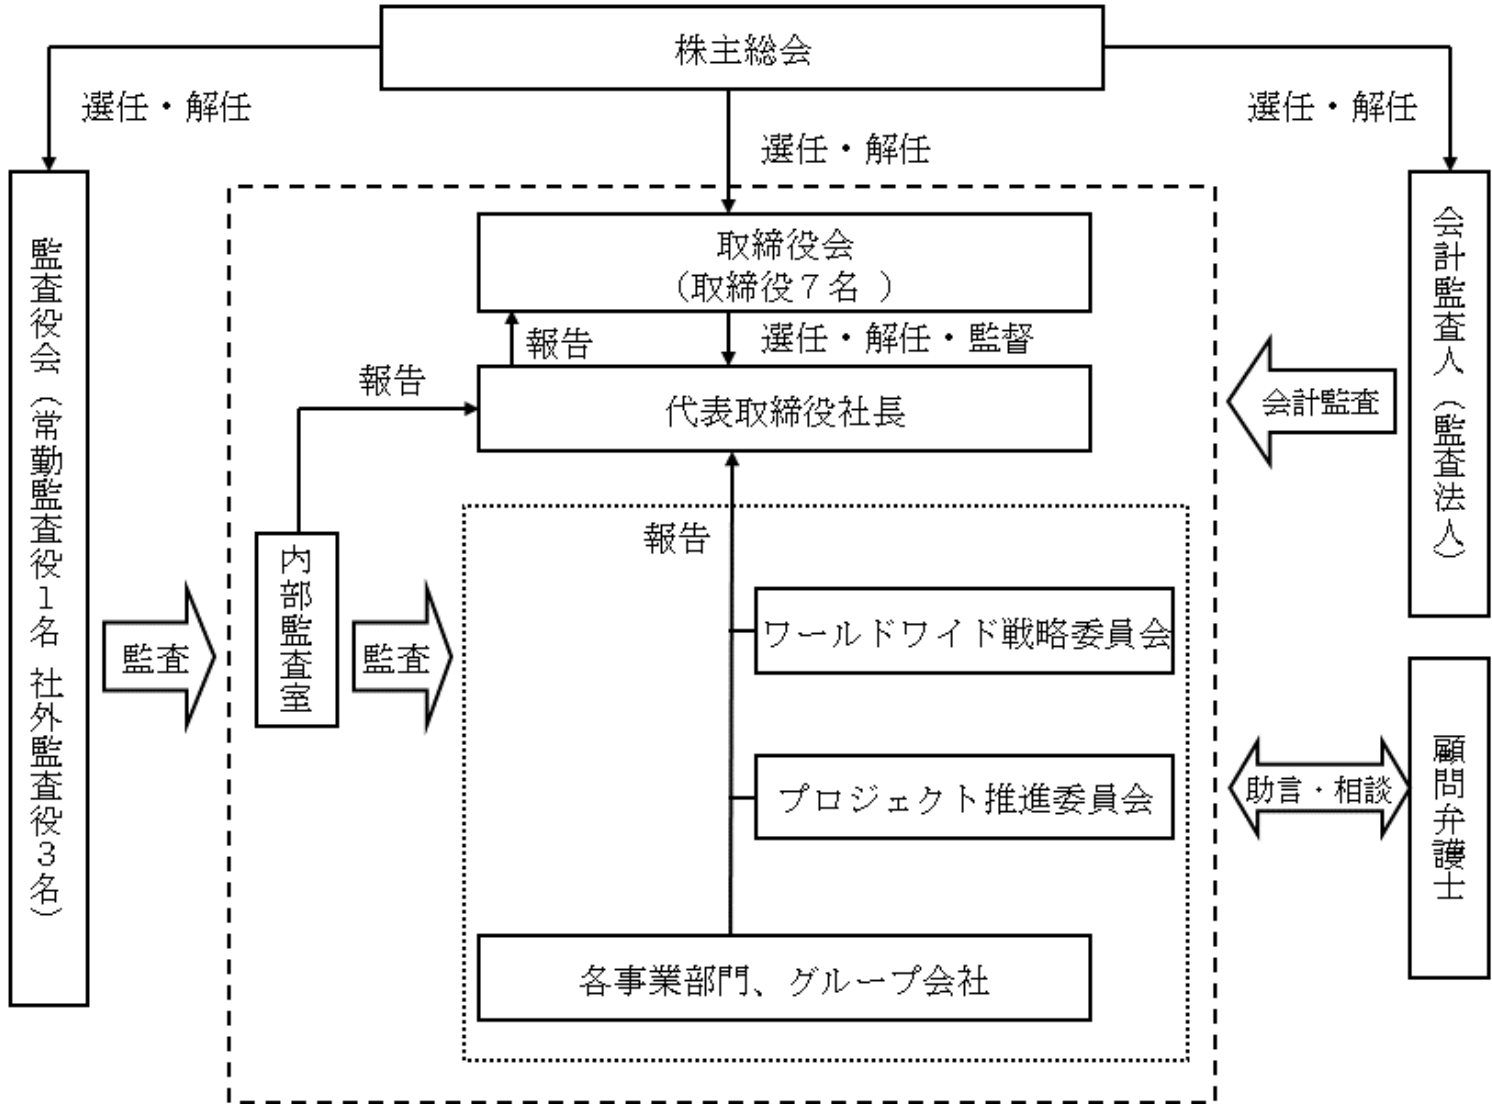 株主総会
選任・解任
選任・解任
選任・解任
監査役会(常勤監査役1名 社外監査役3名)
取締役会
(取締役7名 )
報告
選任・解任・監督
報告
代表取締役社長
会計監査人(監査法人)
会計監査
報告
内部監査室
監査
監査
ワールドワイド戦略委員会
プロジェクト推進委員会
助言・相談
顧問弁護士
各事業部門、グループ会社